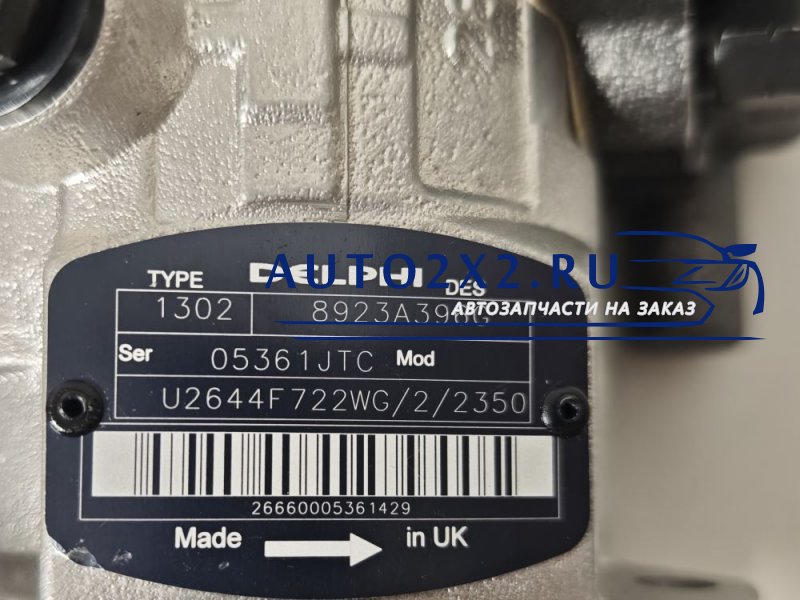 TYPE DELPHI DES
1302 8923A396G
Ser 05361JTC Mod
U2644F722WG/2/2350
26660005361429
Made in UK
AUTO2X2.RU
АВТОЗАПЧАСТИ НА ЗАКАЗ